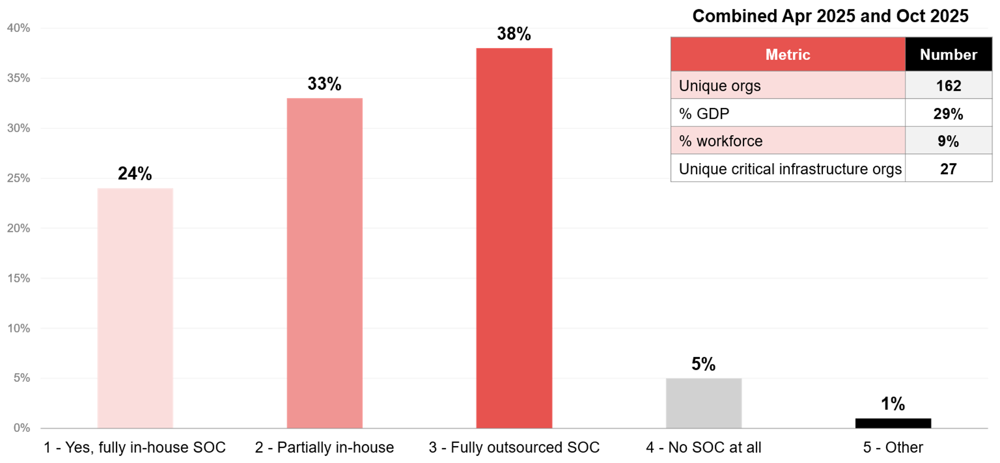 Combined Apr 2025 and Oct 2025
Metric Number
Unique orgs 162
% GDP 29%
% workforce 9%
Unique critical infrastructure orgs 27
40%
35%
30%
25%
20%
15%
10%
5%
0%
24%
33%
38%
5%
1%
1 - Yes, fully in-house SOC
2 - Partially in-house
3 - Fully outsourced SOC
4 - No SOC at all
5 - Other